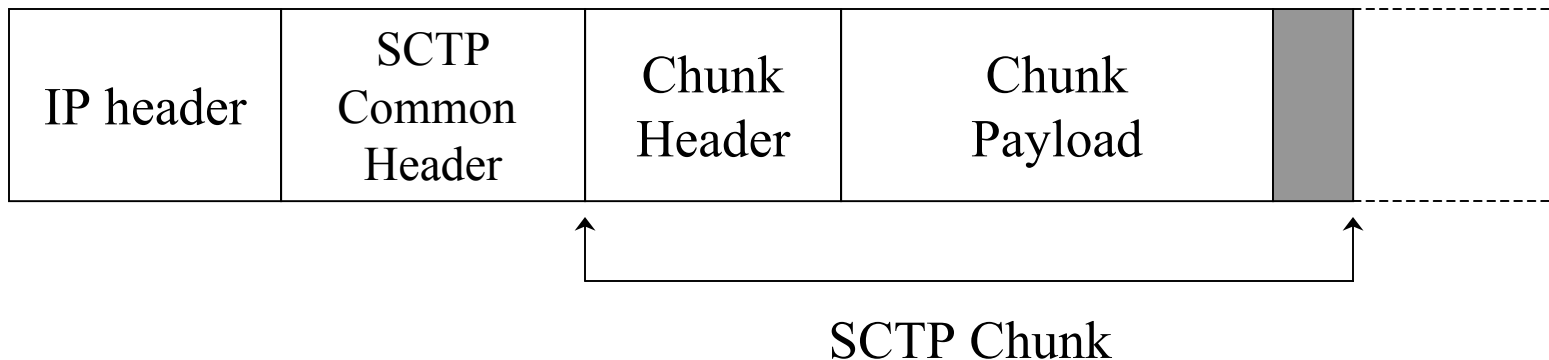 IP header
SCTP
Common
Header
Chunk
Header
Chunk
Payload
SCTP Chunk